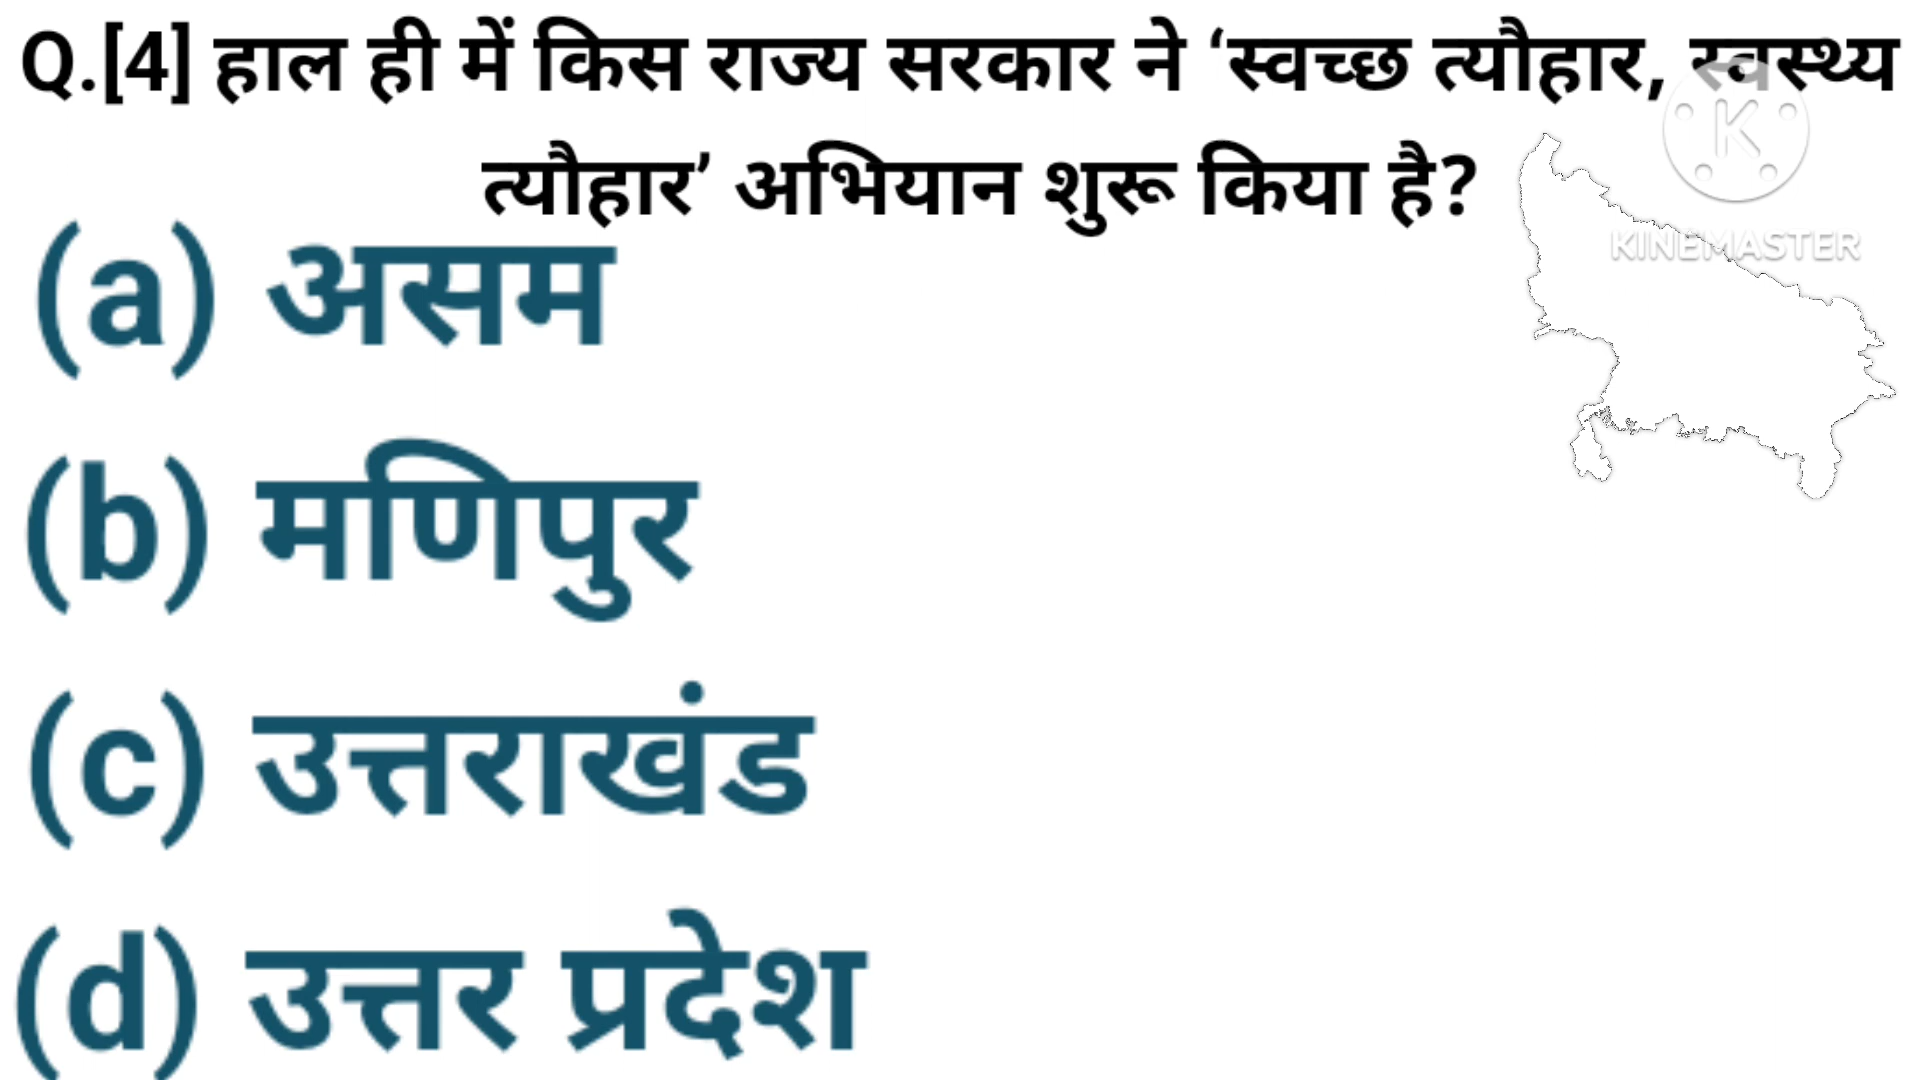 Q.[4] हाल ही में किस राज्य सरकार ने ‘स्वच्छ त्यौहार, स्वस्थ्य
त्यौहार’ अभियान शुरू किया है?
K
KINEMASTER
(a) असम
(b) मणिपुर
(c) उत्तराखंड
(d) उत्तर प्रदेश